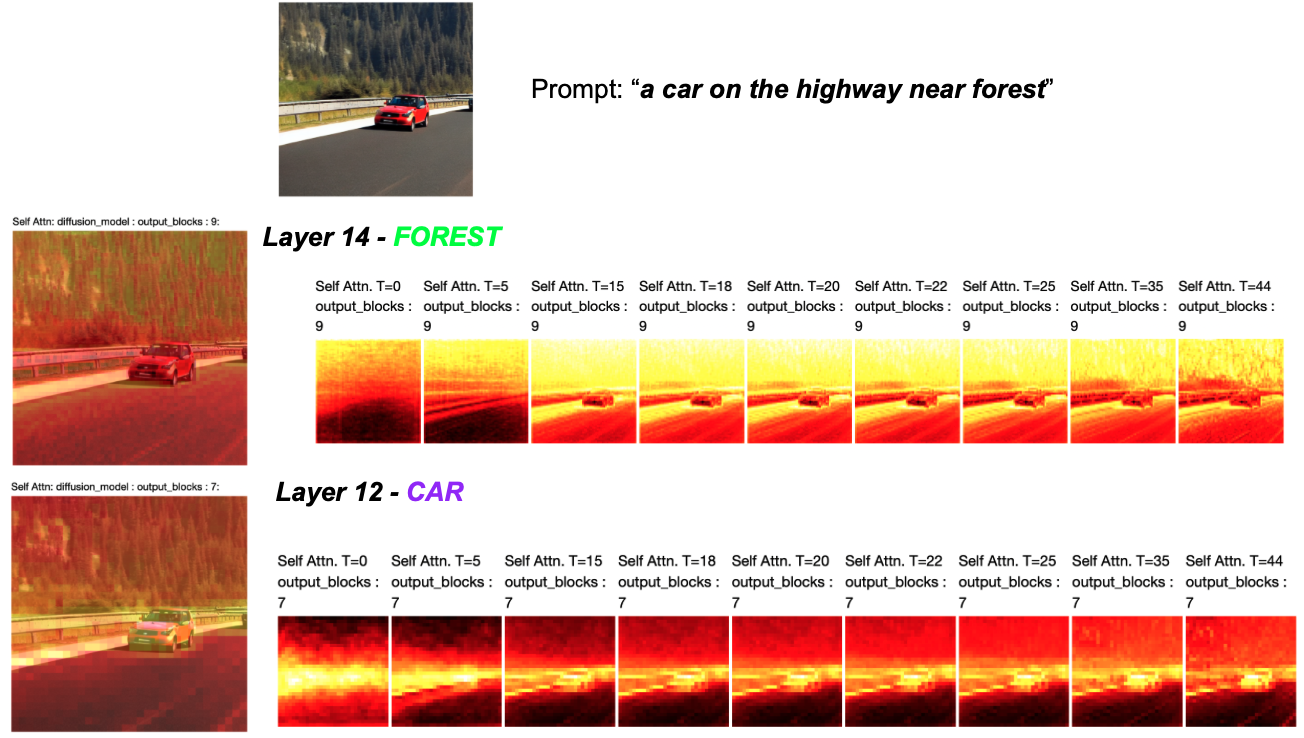 Prompt: “a car on the highway near forest”
Self Attn: diffusion_model : output_blocks : 9:
Layer 14 - FOREST
Self Attn. T=0 output_blocks : 9
Self Attn. T=5 output_blocks : 9
Self Attn. T=15 output_blocks : 9
Self Attn. T=18 output_blocks : 9
Self Attn. T=20 output_blocks : 9
Self Attn. T=22 output_blocks : 9
Self Attn. T=25 output_blocks : 9
Self Attn. T=35 output_blocks : 9
Self Attn. T=44 output_blocks : 9
Self Attn: diffusion_model : output_blocks : 7:
Layer 12 - CAR
Self Attn. T=0 output_blocks : 7
Self Attn. T=5 output_blocks : 7
Self Attn. T=15 output_blocks : 7
Self Attn. T=18 output_blocks : 7
Self Attn. T=20 output_blocks : 7
Self Attn. T=22 output_blocks : 7
Self Attn. T=25 output_blocks : 7
Self Attn. T=35 output_blocks : 7
Self Attn. T=44 output_blocks : 7